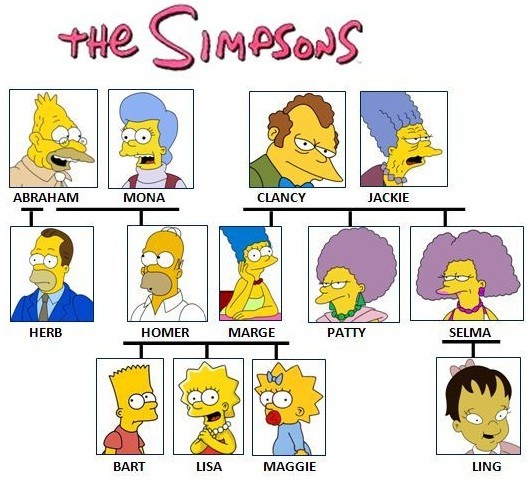 the SIMPSONS
ABRAHAM MONA CLANCY JACKIE
HERB HOMER MARGE PATTY SELMA
BART LISA MAGGIE LING